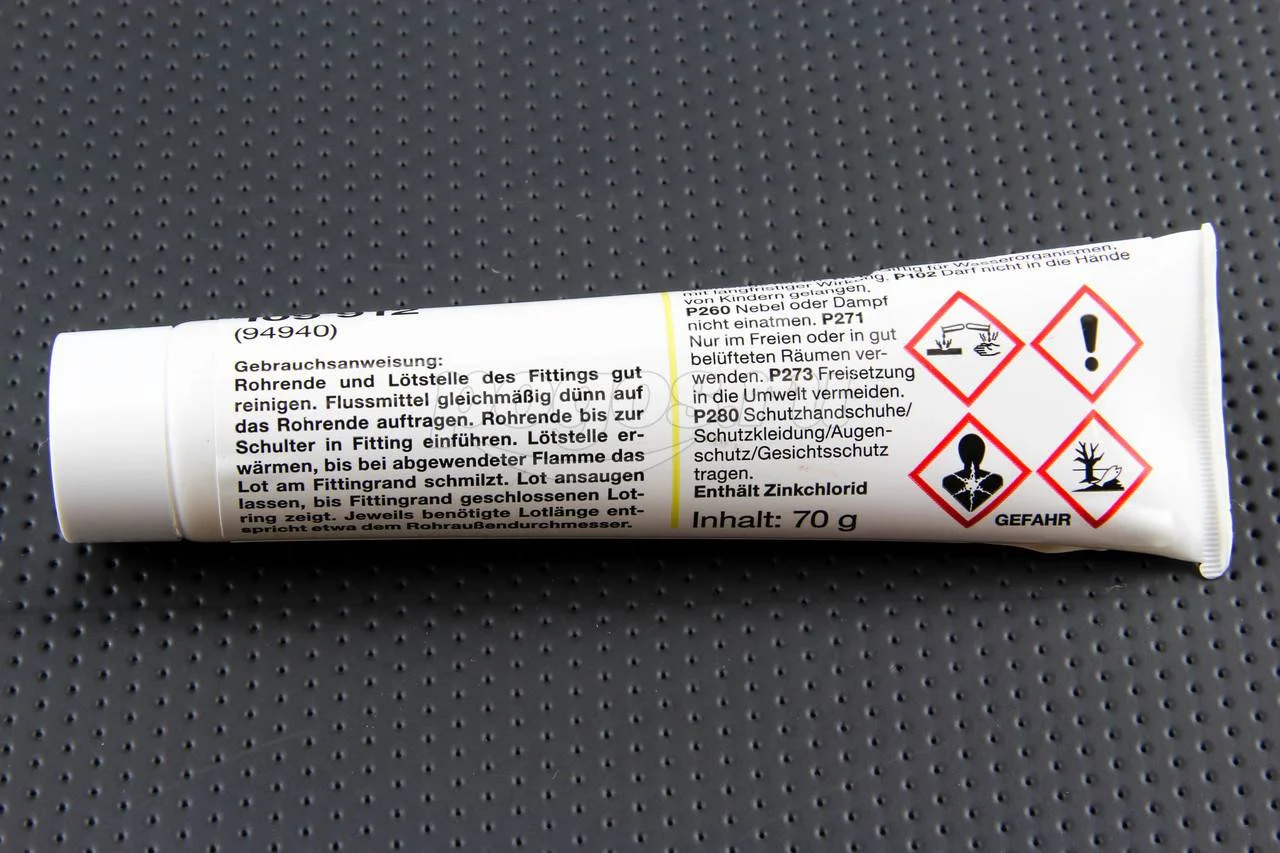 (94940)
Gebrauchsanweisung:
Rohrende und Lötstelle des Fittings gut
reinigen. Flussmittel gleichmäßig dünn auf
das Rohrende auftragen. Rohrende bis zur
Schulter in Fitting einführen. Lötstelle er-
wärmen, bis bei abgewendeter Flamme das
Lot am Fittingrand schmilzt. Lot ansaugen
lassen, bis Fittingrand geschlossenen Lot-
ring zeigt. Jeweils benötigte Lotlänge ent-
spricht etwa dem Rohraußendurchmesser.
für Wasserorganismen,
mit langfristiger Wirkung. P102 Darf nicht in die Hände
von Kindern gelangen.
P260 Nebel oder Dampf
nicht einatmen. P271
Nur im Freien oder in gut
belüfteten Räumen ver-
wenden. P273 Freisetzung
in die Umwelt vermeiden.
P280 Schutzhandschuhe/
Schutzkleidung/Augen-
schutz/Gesichtsschutz
tragen.
Enthält Zinkchlorid
Inhalt: 70 g
GEFAHR